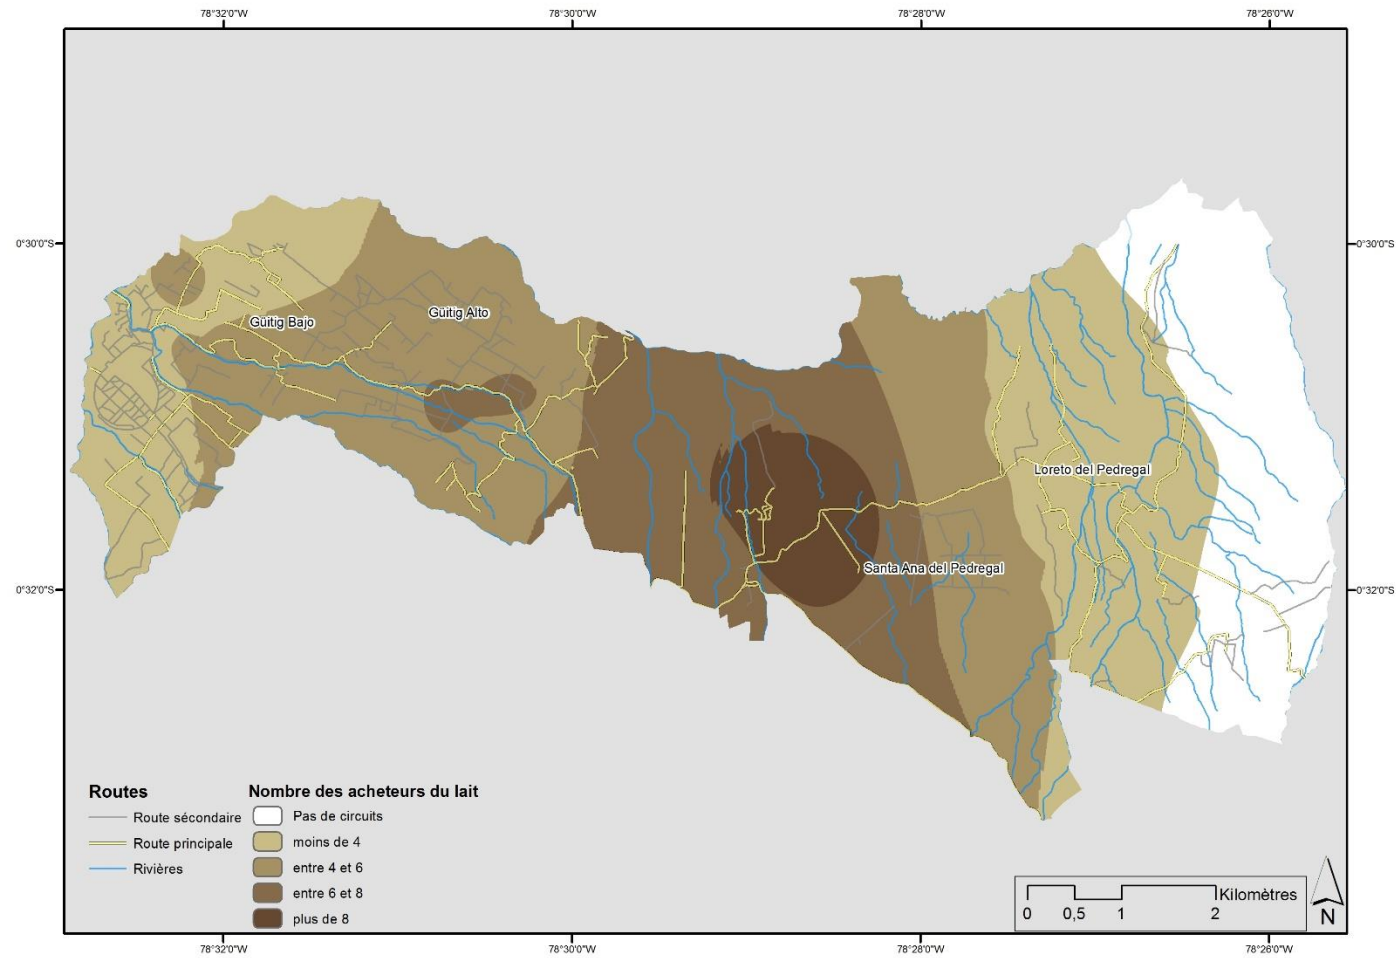 78°32'0"W 78°30'0"W 78°28'0"W 78°26'0"W
0°30'0"S 0°30'0"S
Güitig Alto
Güitig Bajo
Loreto del Pedregal
Santa Ana del Pedregal
0°32'0"S 0°32'0"S
Routes
Route sécondaire
Route principale
Rivières
Nombre des acheteurs du lait
Pas de circuits
moins de 4
entre 4 et 6
entre 6 et 8
plus de 8
Kilomètres
0 0,5 1 2
N
78°32'0"W 78°30'0"W 78°28'0"W 78°26'0"W